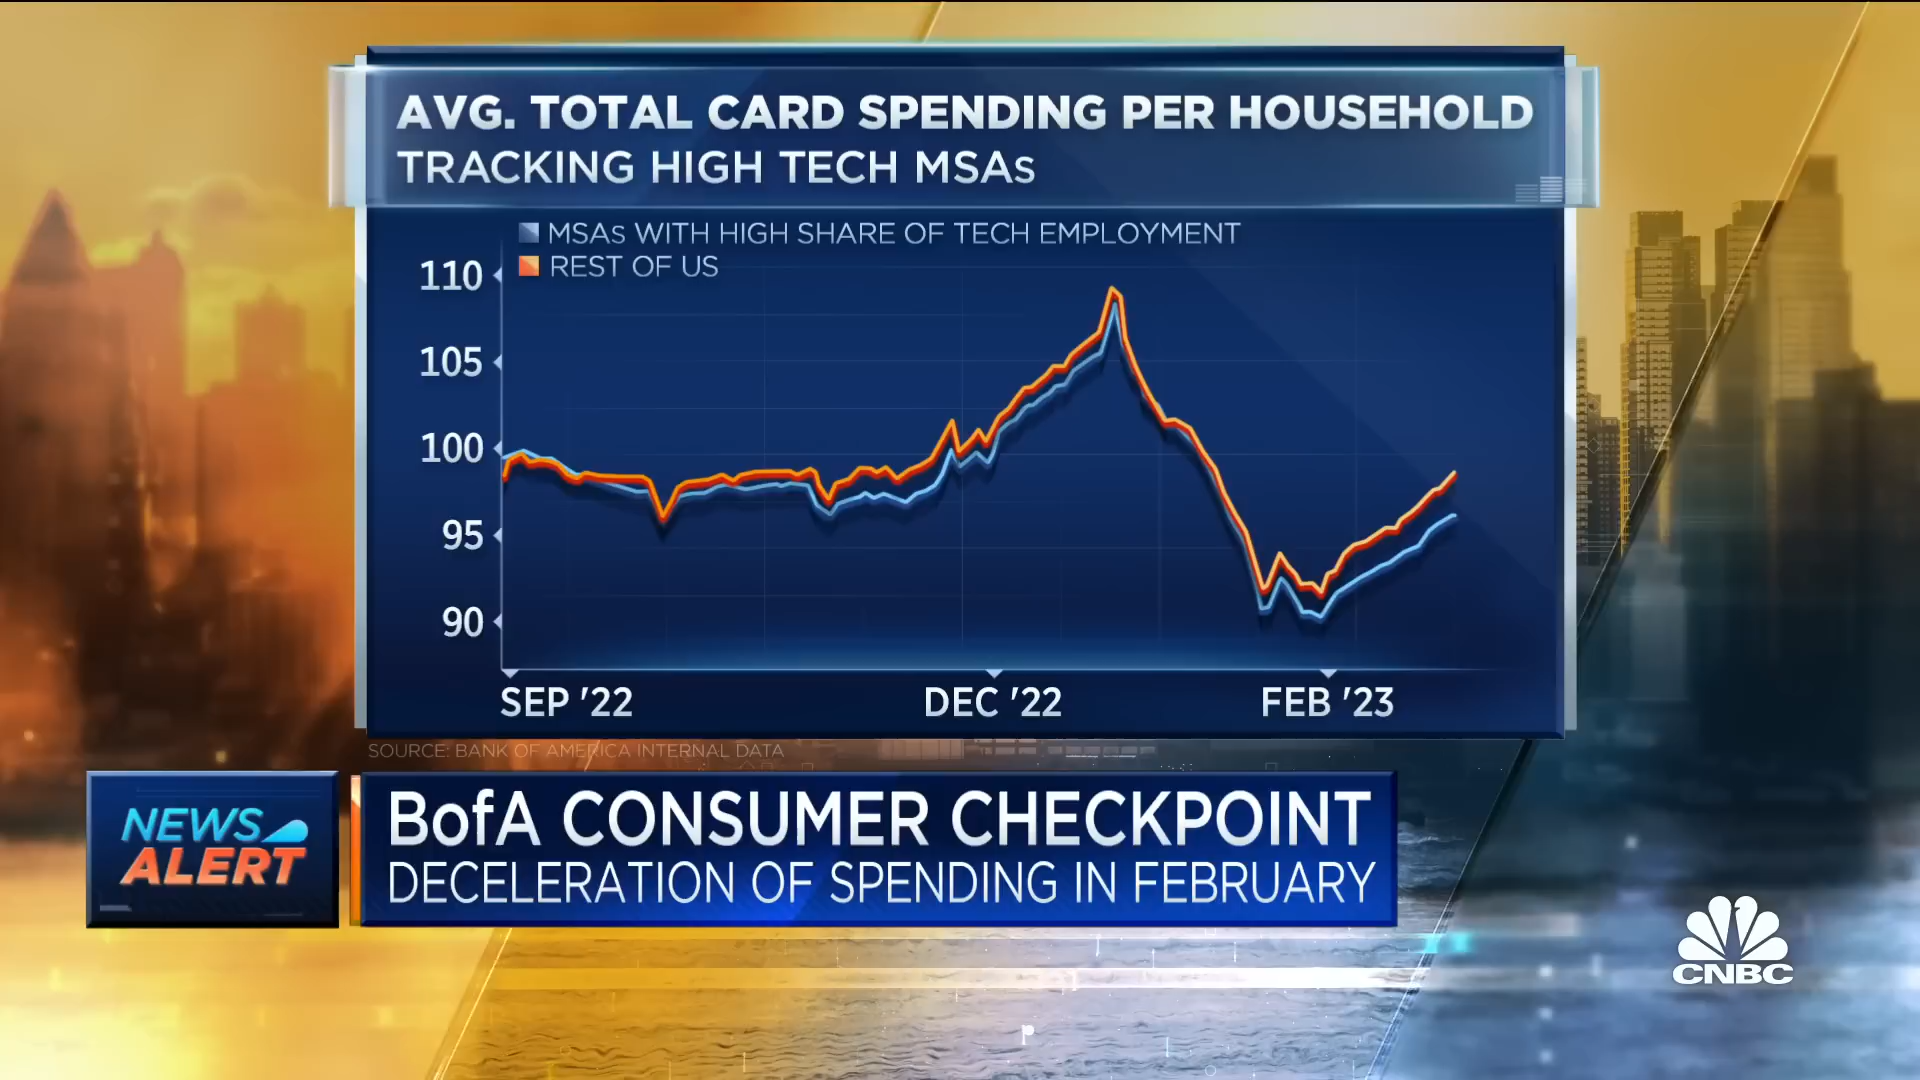 AVG. TOTAL CARD SPENDING PER HOUSEHOLD
TRACKING HIGH TECH MSAs
MSAs WITH HIGH SHARE OF TECH EMPLOYMENT
REST OF US
110
105
100
95
90
SEP '22
DEC '22
FEB '23
SOURCE: BANK OF AMERICA INTERNAL DATA
NEWS
ALERT
BofA CONSUMER CHECKPOINT
DECELERATION OF SPENDING IN FEBRUARY
CNBC